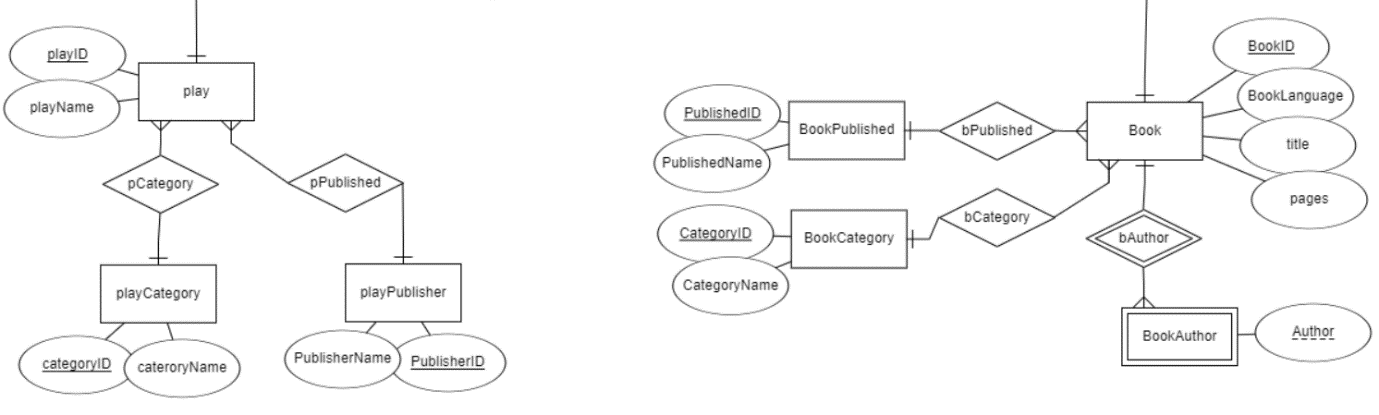 playID
playName
play
pCategory
pPublished
playCategory
playPublisher
categoryID
cateroryName
PublisherName
PublisherID
BookID
BookLanguage
title
pages
Book
PublishedID
PublishedName
BookPublished
bPublished
CategoryID
CategoryName
BookCategory
bCategory
bAuthor
BookAuthor
Author